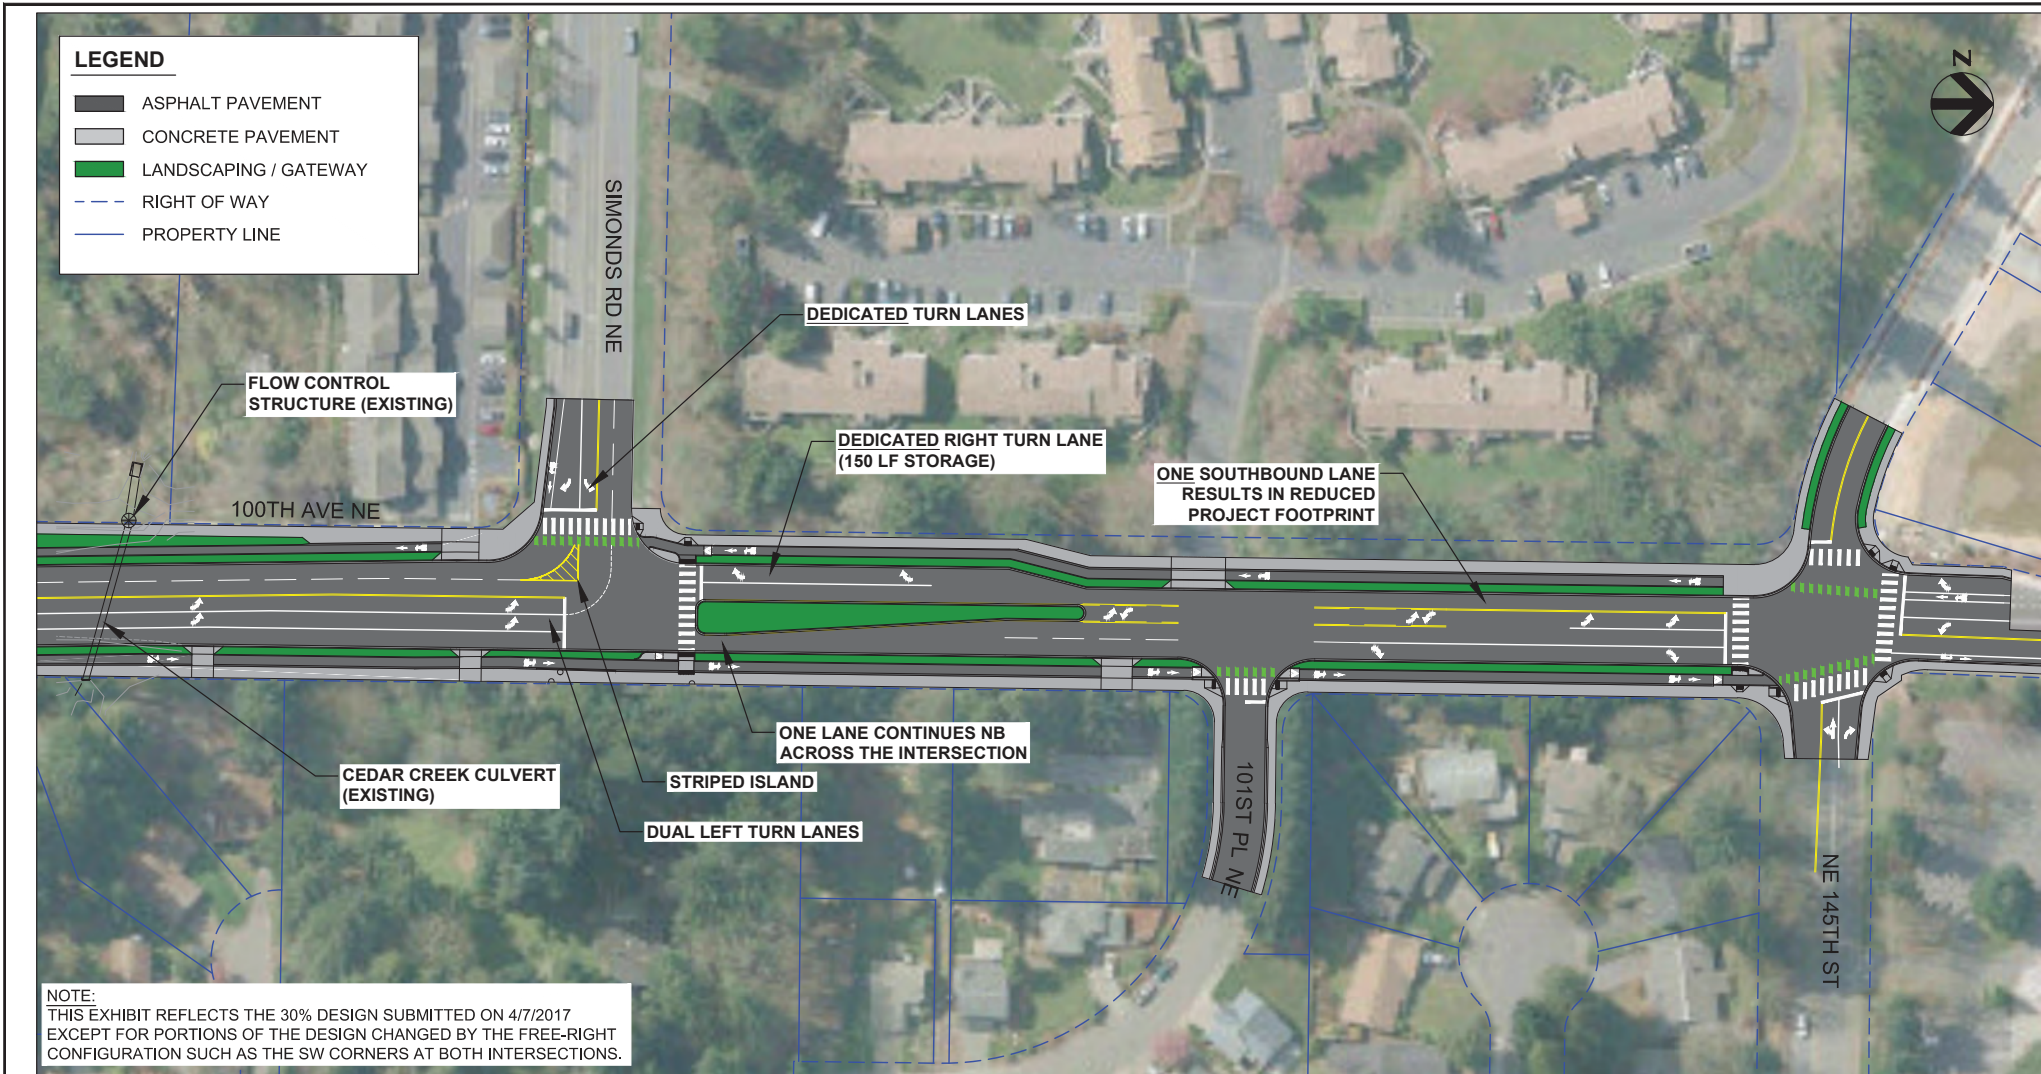 LEGEND
ASPHALT PAVEMENT
CONCRETE PAVEMENT
LANDSCAPING / GATEWAY
RIGHT OF WAY
PROPERTY LINE
N
SIMONDS RD NE
DEDICATED TURN LANES
FLOW CONTROL
STRUCTURE (EXISTING)
DEDICATED RIGHT TURN LANE
(150 LF STORAGE)
ONE SOUTHBOUND LANE
RESULTS IN REDUCED
PROJECT FOOTPRINT
100TH AVE NE
ONE LANE CONTINUES NB
ACROSS THE INTERSECTION
CEDAR CREEK CULVERT
(EXISTING)
STRIPED ISLAND
DUAL LEFT TURN LANES
101ST PL NE
NE 145TH ST
NOTE:
THIS EXHIBIT REFLECTS THE 30% DESIGN SUBMITTED ON 4/7/2017
EXCEPT FOR PORTIONS OF THE DESIGN CHANGED BY THE FREE-RIGHT
CONFIGURATION SUCH AS THE SW CORNERS AT BOTH INTERSECTIONS.